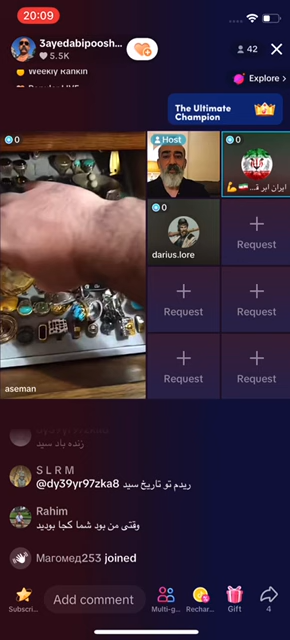 20:09
3ayedabipoosh...
5.5K
42
Weekly Rankin
Explore >
The Ultimate
Champion
0
Host
0
ایران ابر ق...
0
darius.lore
Request
Request
Request
Request
Request
Request
aseman
زنده باد سید
S L R M
@dy39yr97zka8 ریدم تو تاریخ سید
Rahim
وقتی من بود شما کجا بودید
Магомед253 joined
Subscri...
Add comment
Multi-g...
Rechar...
Gift
4